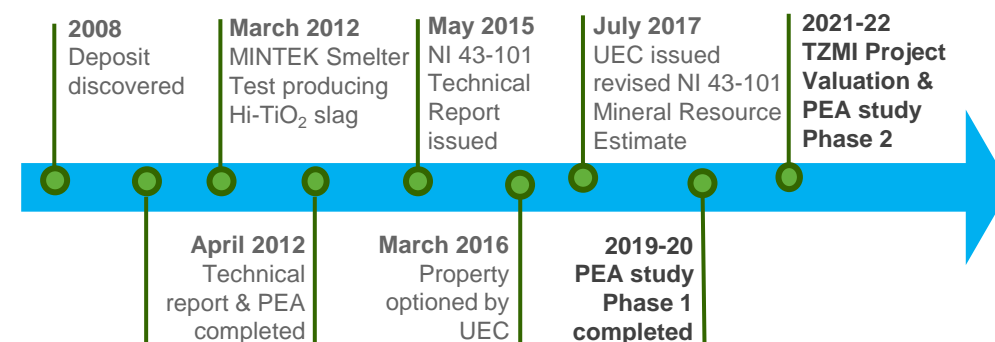 2008
Deposit
discovered
March 2012
MINTEK Smelter
Test producing
Hi-TiO₂ slag
April 2012
Technical
report & PEA
completed
May 2015
NI 43-101
Technical
Report
issued
March 2016
Property
optioned by
UEC
July 2017
UEC issued
revised NI 43-101
Mineral Resource
Estimate
2019-20
PEA study
Phase 1
completed
2021-22
TZMI Project
Valuation &
PEA study
Phase 2